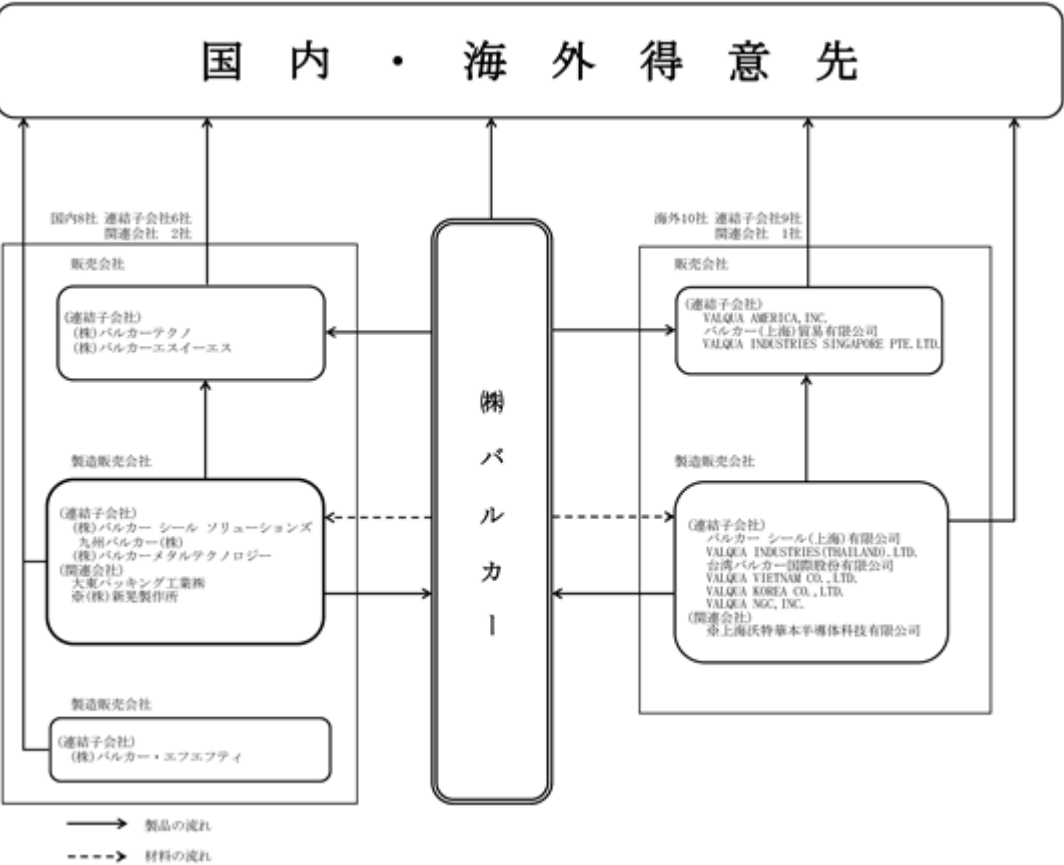 国内・海外得意先
国内8社 連結子会社6社
関連会社 2社
販売会社
(連結子会社)
(株)バルカーテクノ
(株)バルカーエスイーエス
製造販売会社
(連結子会社)
(株)バルカー シール ソリューションズ
九州バルカー(株)
(株)バルカーメタルテクノロジー
(関連会社)
大東パッキング工業㈱
※(株)新晃製作所
製造販売会社
(連結子会社)
(株)バルカー・エフエフティ
㈱バルカー
海外10社 連結子会社9社
関連会社 1社
販売会社
(連結子会社)
VALQUA AMERICA,INC.
バルカー(上海)貿易有限公司
VALQUA INDUSTRIES SINGAPORE PTE.LTD.
製造販売会社
(連結子会社)
バルカー シール(上海)有限公司
VALQUA INDUSTRIES(THAILAND).LTD.
台湾バルカー国際股份有限公司
VALQUA VIETNAM CO.,LTD.
VALQUA KOREA CO.,LTD.
VALQUA NGC,INC.
(関連会社)
※上海沃特華本半導体科技有限公司
製品の流れ
材料の流れ